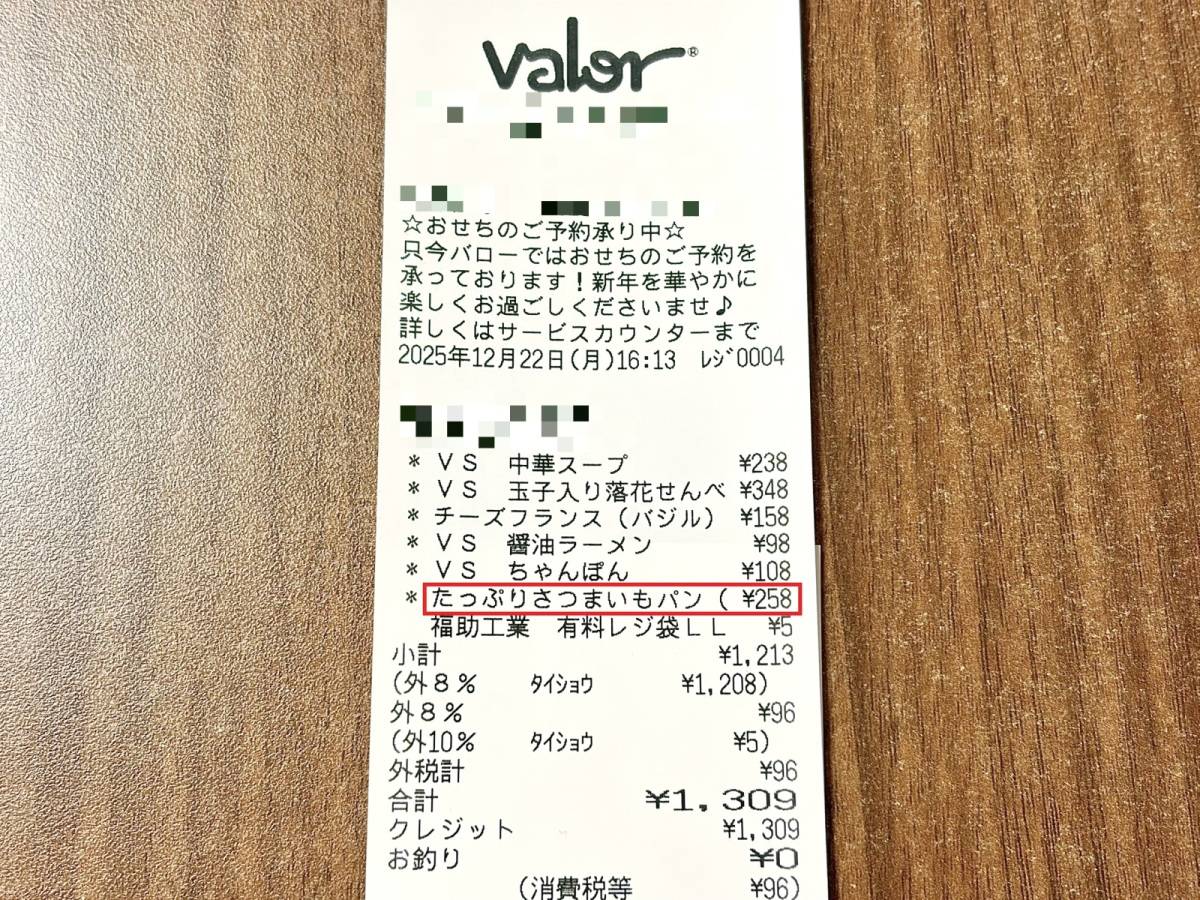 valor®
☆おせちのご予約承り中☆
只今バローではおせちのご予約を
承っております！新年を華やかに
楽しくお過ごしくださいませ♪
詳しくはサービスカウンターまで
2025年12月22日(月)16:13 ﾚｼﾞ0004
* ＶＳ 中華スープ ¥238
* ＶＳ 玉子入り落花せんべ ¥348
* チーズフランス（バジル） ¥158
* ＶＳ 醤油ラーメン ¥98
* ＶＳ ちゃんぽん ¥108
* たっぷりさつまいもパン（ ¥258
福助工業 有料レジ袋ＬＬ ¥5
小計 ¥1,213
(外８％ ﾀｲｼｮｳ ¥1,208)
外８％ ¥96
(外10％ ﾀｲｼｮｳ ¥5)
外税計 ¥96
合計 ¥1,309
クレジット ¥1,309
お釣り ¥0
(消費税等 ¥96)